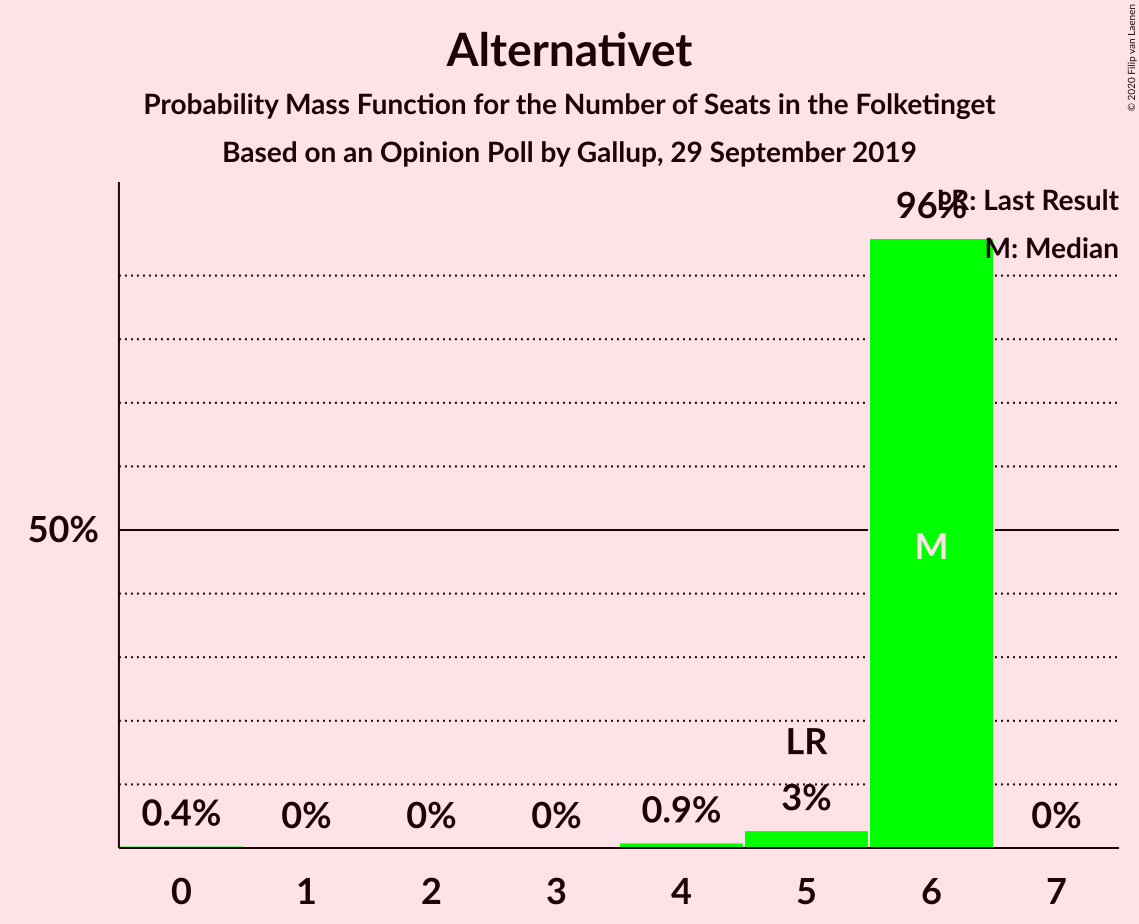 Alternativet
Probability Mass Function for the Number of Seats in the Folketinget
Based on an Opinion Poll by Gallup, 29 September 2019
© 2020 Filip van Laenen
LR: Last Result
M: Median
96%
50%
M
LR
0.4%
0%
0%
0%
0.9%
3%
0%
0
1
2
3
4
5
6
7